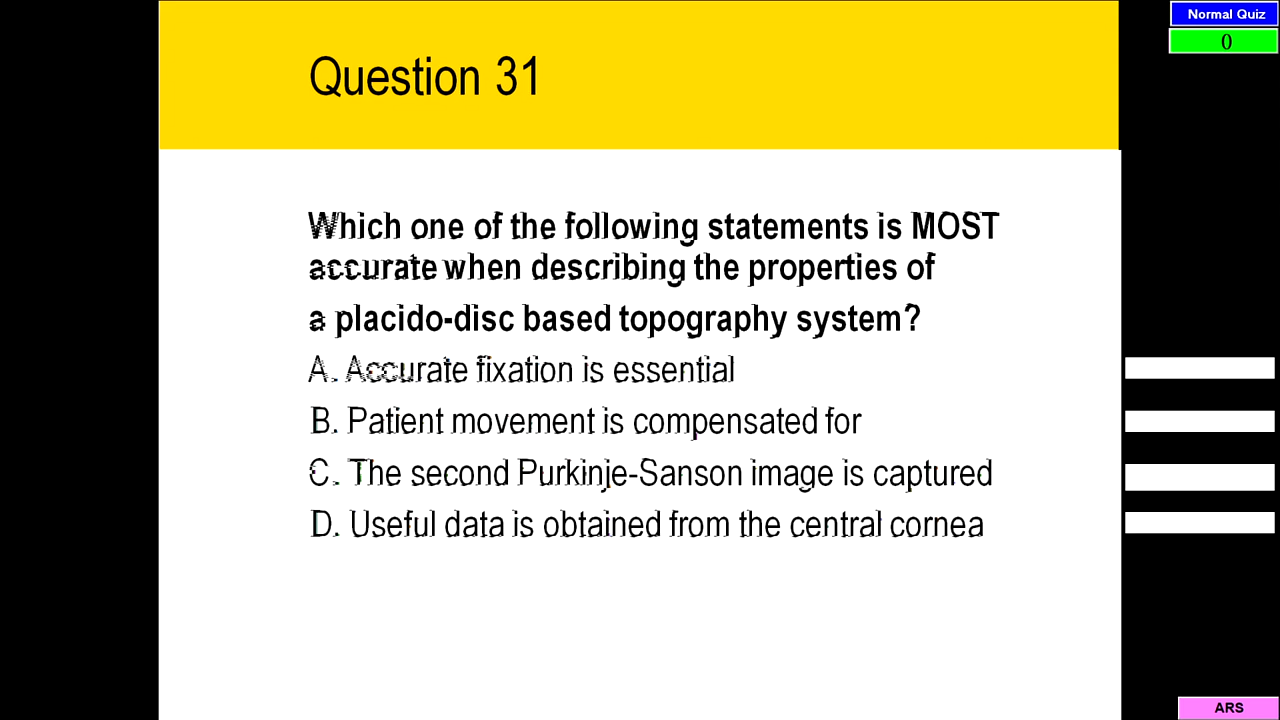 Normal Quiz
0
Question 31
Which one of the following statements is MOST
accurate when describing the properties of
a placido-disc based topography system?
A. Accurate fixation is essential
B. Patient movement is compensated for
C. The second Purkinje-Sanson image is captured
D. Useful data is obtained from the central cornea
ARS